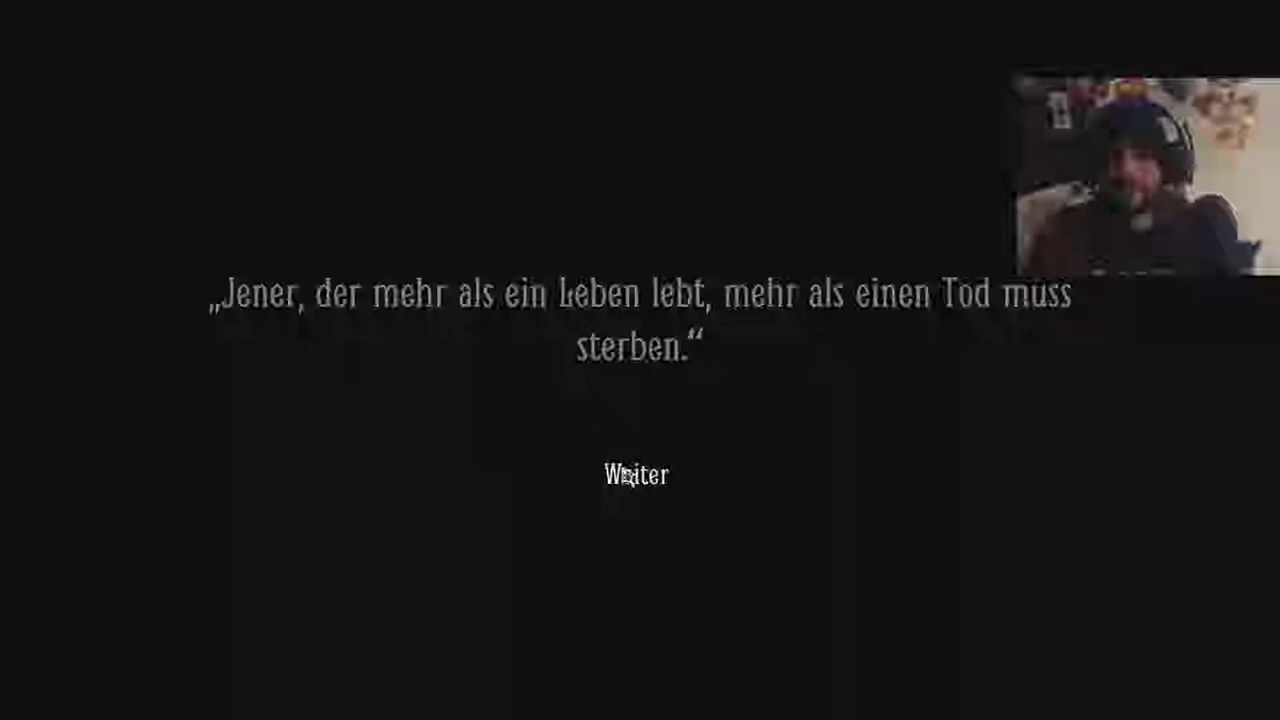 „Jener, der mehr als ein Leben lebt, mehr als einen Tod muss
sterben.“
Weiter